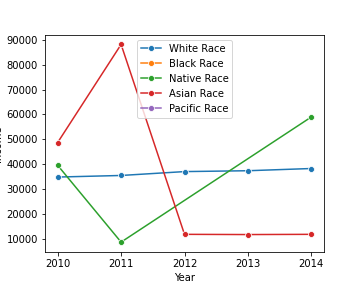 90000
80000
70000
60000
50000
40000
30000
20000
10000
White Race
Black Race
Native Race
Asian Race
Pacific Race
2010 2011 2012 2013 2014
Year